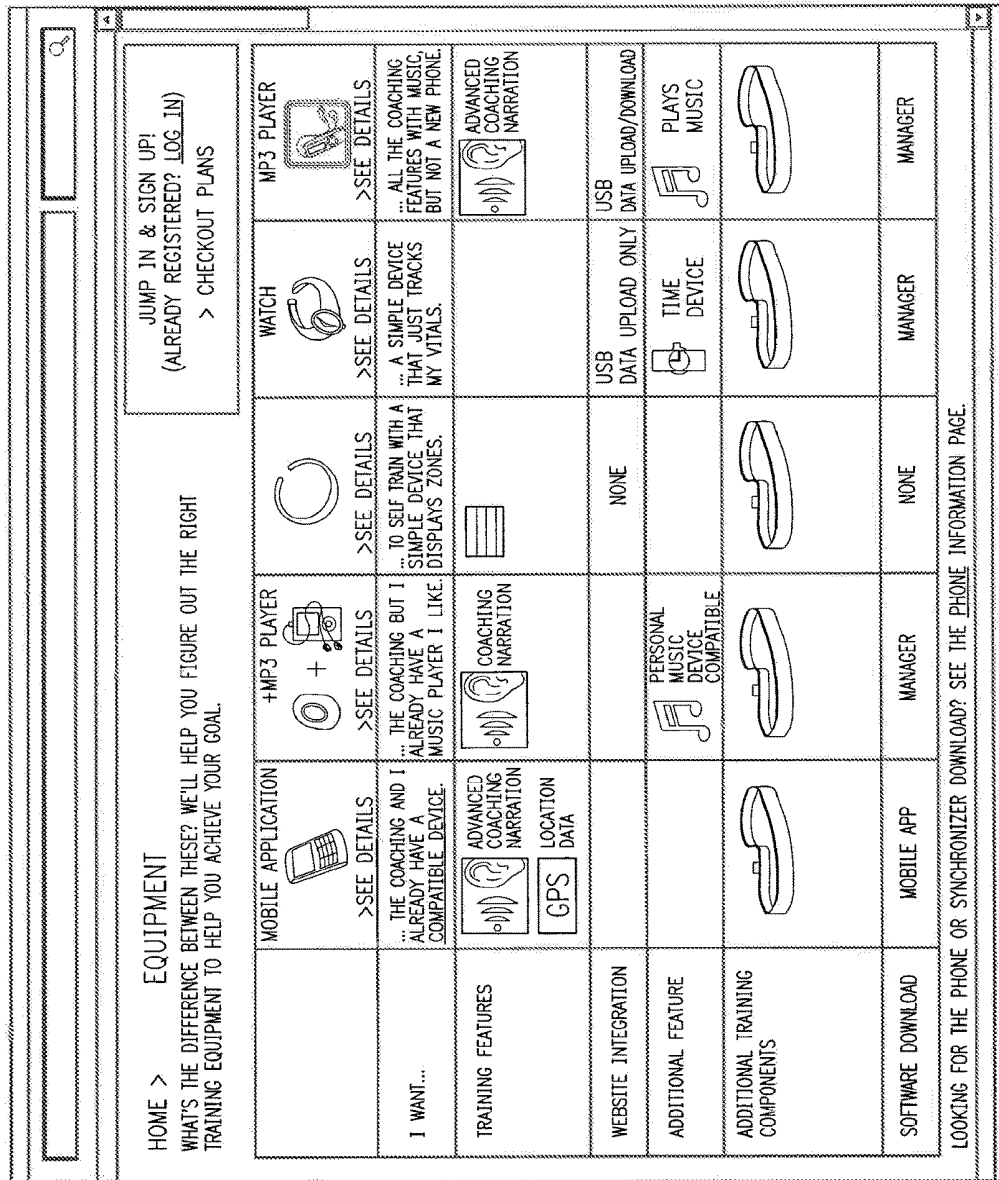 HOME > EQUIPMENT
WHAT'S THE DIFFERENCE BETWEEN THESE? WE'LL HELP YOU FIGURE OUT THE RIGHT
TRAINING EQUIPMENT TO HELP YOU ACHIEVE YOUR GOAL.
JUMP IN & SIGN UP!
(ALREADY REGISTERED? LOG IN)
> CHECKOUT PLANS
MOBILE APPLICATION
>SEE DETAILS
+MP3 PLAYER
+
>SEE DETAILS
>SEE DETAILS
WATCH
>SEE DETAILS
MP3 PLAYER
>SEE DETAILS
I WANT...
... THE COACHING AND I
ALREADY HAVE A
COMPATIBLE DEVICE.
... THE COACHING BUT I
ALREADY HAVE A
MUSIC PLAYER I LIKE.
... TO SELF TRAIN WITH A
SIMPLE DEVICE THAT
DISPLAYS ZONES.
... A SIMPLE DEVICE
THAT JUST TRACKS
MY VITALS.
... ALL THE COACHING
FEATURES WITH MUSIC,
BUT NOT A NEW PHONE.
TRAINING FEATURES
ADVANCED
COACHING
NARRATION
GPS
LOCATION
DATA
COACHING
NARRATION
ADVANCED
COACHING
NARRATION
WEBSITE INTEGRATION
NONE
USB
DATA UPLOAD ONLY
USB
DATA UPLOAD/DOWNLOAD
ADDITIONAL FEATURE
PERSONAL
MUSIC
DEVICE
COMPATIBLE
TIME
DEVICE
PLAYS
MUSIC
ADDITIONAL TRAINING
COMPONENTS
SOFTWARE DOWNLOAD
MOBILE APP
MANAGER
NONE
MANAGER
MANAGER
LOOKING FOR THE PHONE OR SYNCHRONIZER DOWNLOAD? SEE THE PHONE INFORMATION PAGE.